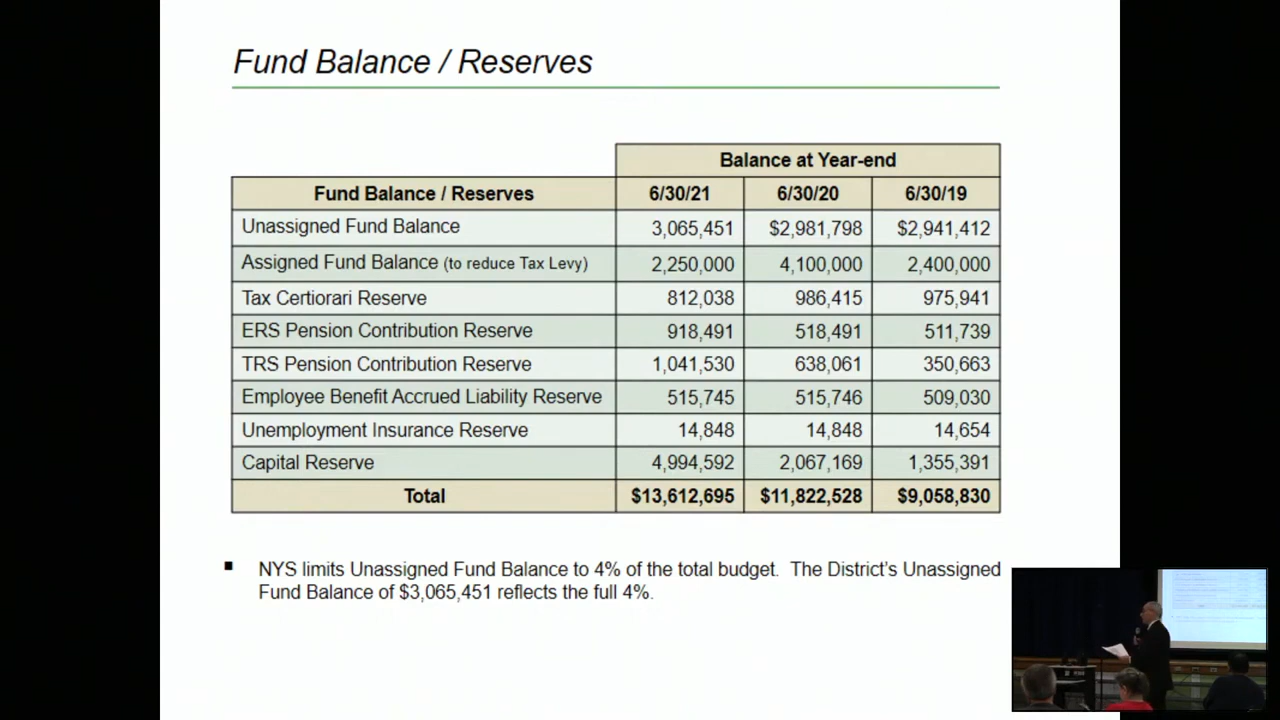 Fund Balance / Reserves
Balance at Year-end
Fund Balance / Reserves 6/30/21 6/30/20 6/30/19
Unassigned Fund Balance 3,065,451 $2,981,798 $2,941,412
Assigned Fund Balance (to reduce Tax Levy) 2,250,000 4,100,000 2,400,000
Tax Certiorari Reserve 812,038 986,415 975,941
ERS Pension Contribution Reserve 918,491 518,491 511,739
TRS Pension Contribution Reserve 1,041,530 638,061 350,663
Employee Benefit Accrued Liability Reserve 515,745 515,746 509,030
Unemployment Insurance Reserve 14,848 14,848 14,654
Capital Reserve 4,994,592 2,067,169 1,355,391
Total $13,612,695 $11,822,528 $9,058,830
▪ NYS limits Unassigned Fund Balance to 4% of the total budget. The District's Unassigned
Fund Balance of $3,065,451 reflects the full 4%.